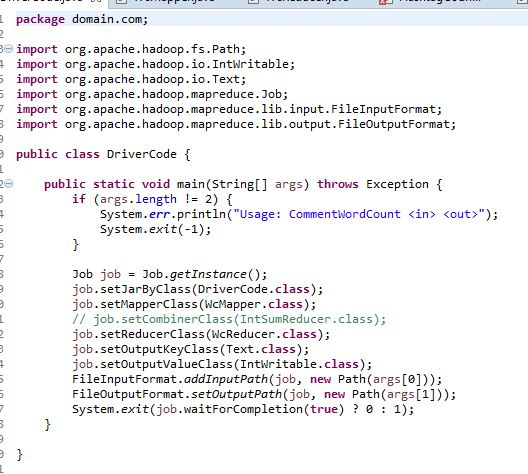 package domain.com;
import org.apache.hadoop.fs.Path;
import org.apache.hadoop.io.IntWritable;
import org.apache.hadoop.io.Text;
import org.apache.hadoop.mapreduce.Job;
import org.apache.hadoop.mapreduce.lib.input.FileInputFormat;
import org.apache.hadoop.mapreduce.lib.output.FileOutputFormat;
public class DriverCode {
public static void main(String[] args) throws Exception {
if (args.length != 2) {
System.err.println("Usage: CommentWordCount <in> <out>");
System.exit(-1);
}
Job job = Job.getInstance();
job.setJarByClass(DriverCode.class);
job.setMapperClass(WcMapper.class);
// job.setCombinerClass(IntSumReducer.class);
job.setReducerClass(WcReducer.class);
job.setOutputKeyClass(Text.class);
job.setOutputValueClass(IntWritable.class);
FileInputFormat.addInputPath(job, new Path(args[0]));
FileOutputFormat.setOutputPath(job, new Path(args[1]));
System.exit(job.waitForCompletion(true) ? 0 : 1);
}
}